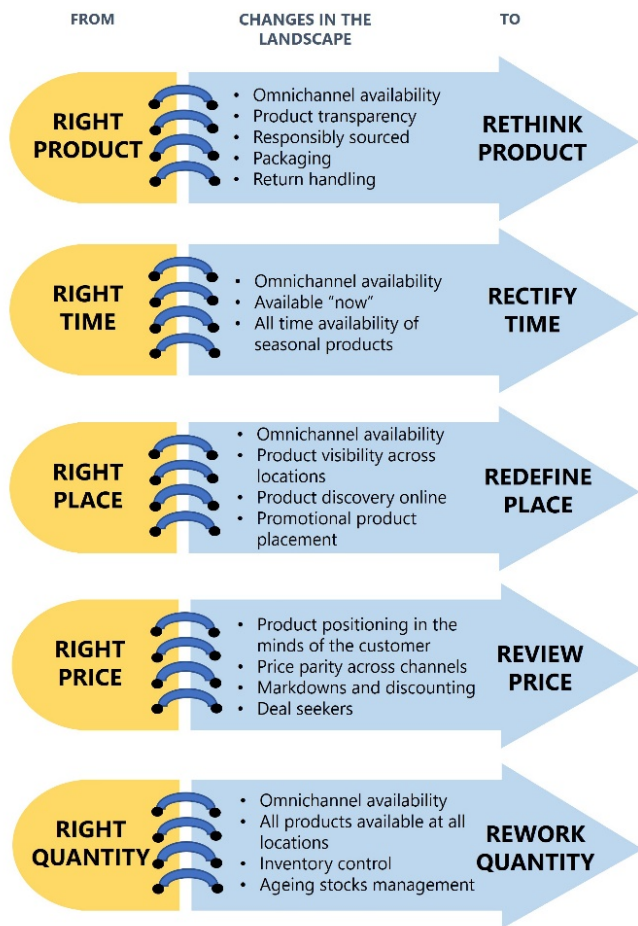 FROM
CHANGES IN THE
LANDSCAPE
TO
RIGHT
PRODUCT
• Omnichannel availability
• Product transparency
• Responsibly sourced
• Packaging
• Return handling
RETHINK
PRODUCT
RIGHT
TIME
• Omnichannel availability
• Available “now”
• All time availability of
seasonal products
RECTIFY
TIME
RIGHT
PLACE
• Omnichannel availability
• Product visibility across
locations
• Product discovery online
• Promotional product
placement
REDEFINE
PLACE
RIGHT
PRICE
• Product positioning in the
minds of the customer
• Price parity across channels
• Markdowns and discounting
• Deal seekers
REVIEW
PRICE
RIGHT
QUANTITY
• Omnichannel availability
• All products available at all
locations
• Inventory control
• Ageing stocks management
REWORK
QUANTITY